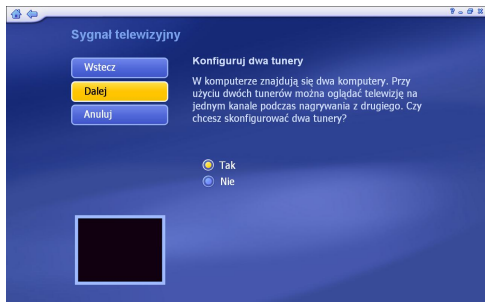 Sygnał telewizyjny
Wstecz
Dalej
Anuluj
Konfiguruj dwa tunery
W komputerze znajdują się dwa komputery. Przy
użyciu dwóch tunerów można oglądać telewizję na
jednym kanale podczas nagrywania z drugiego. Czy
chcesz skonfigurować dwa tunery?
Tak
Nie